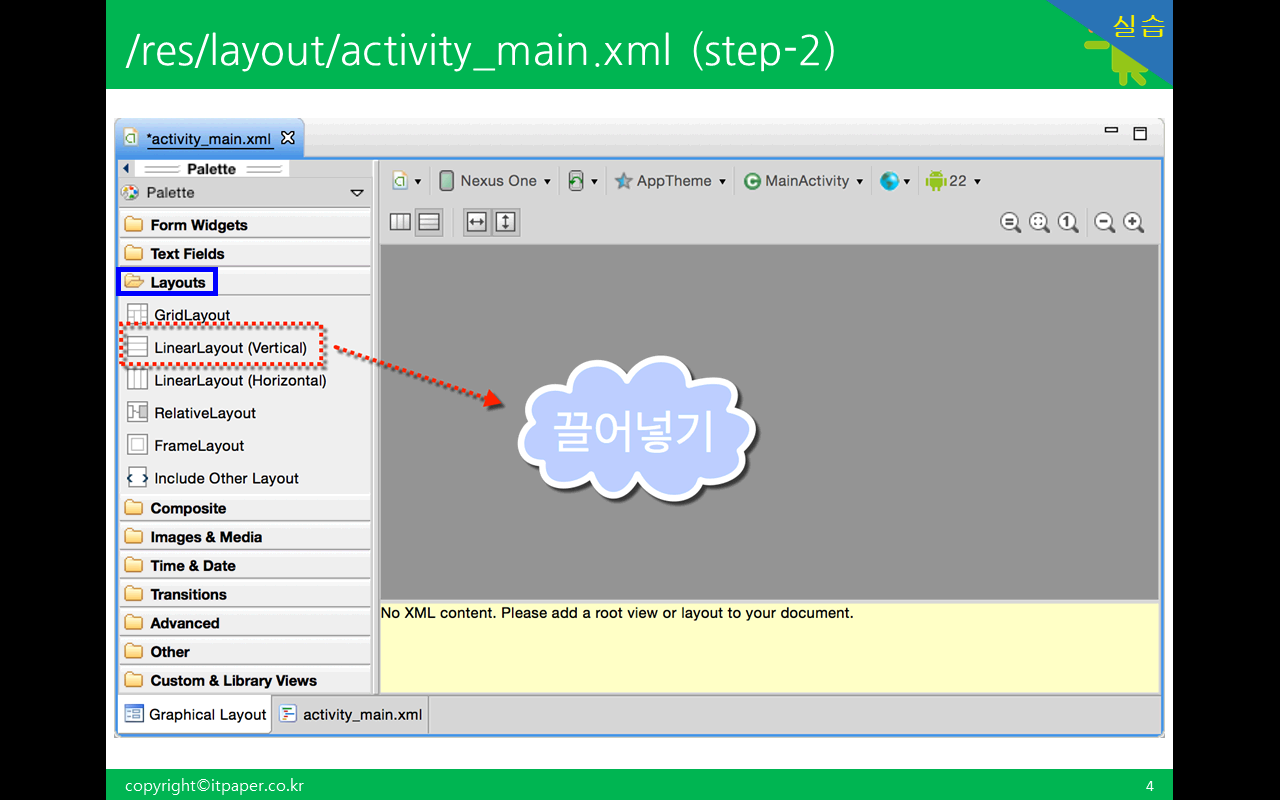 /res/layout/activity_main.xml (step-2)
실습
*activity_main.xml
Palette
Palette
Form Widgets
Text Fields
Layouts
GridLayout
LinearLayout (Vertical)
LinearLayout (Horizontal)
RelativeLayout
FrameLayout
Include Other Layout
Composite
Images & Media
Time & Date
Transitions
Advanced
Other
Custom & Library Views
Nexus One
AppTheme
MainActivity
22
끌어넣기
No XML content. Please add a root view or layout to your document.
Graphical Layout
activity_main.xml
copyright©itpaper.co.kr
4